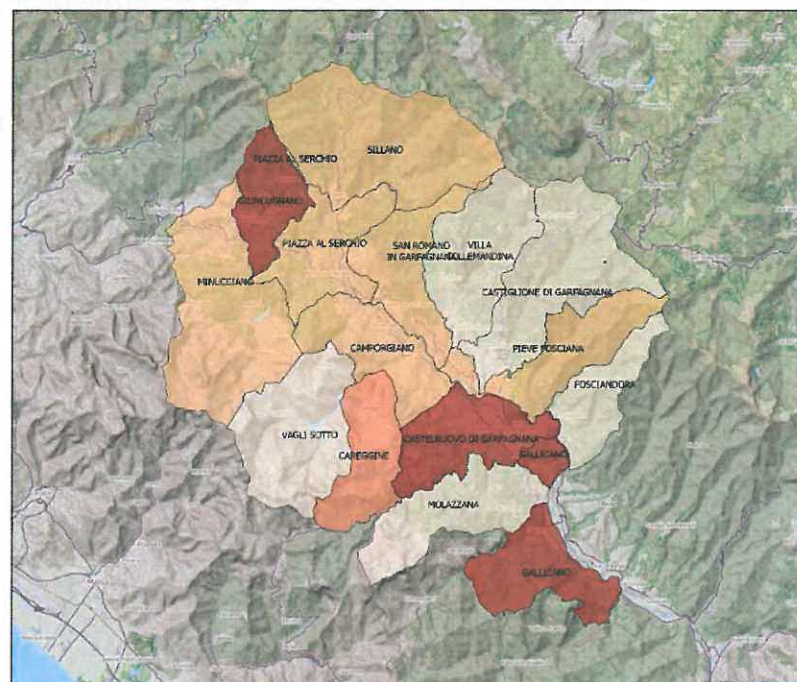 SILLANO
PIAZZA AL SERCHIO
GIUNCUGNANO
PIAZZA AL SERCHIO
SAN ROMANO
IN GARFAGNANA
VILLA
COLLEMANDINA
MINUCCIANO
CASTIGLIONE DI GARFAGNANA
CAMPORGIANO
PIEVE FOSCIANA
FOSCIANDORA
VAGLI SOTTO
CASTELNUOVO DI GARFAGNANA
CAREGGINE
GALLICANO
MOLAZZANA
GALLICANO